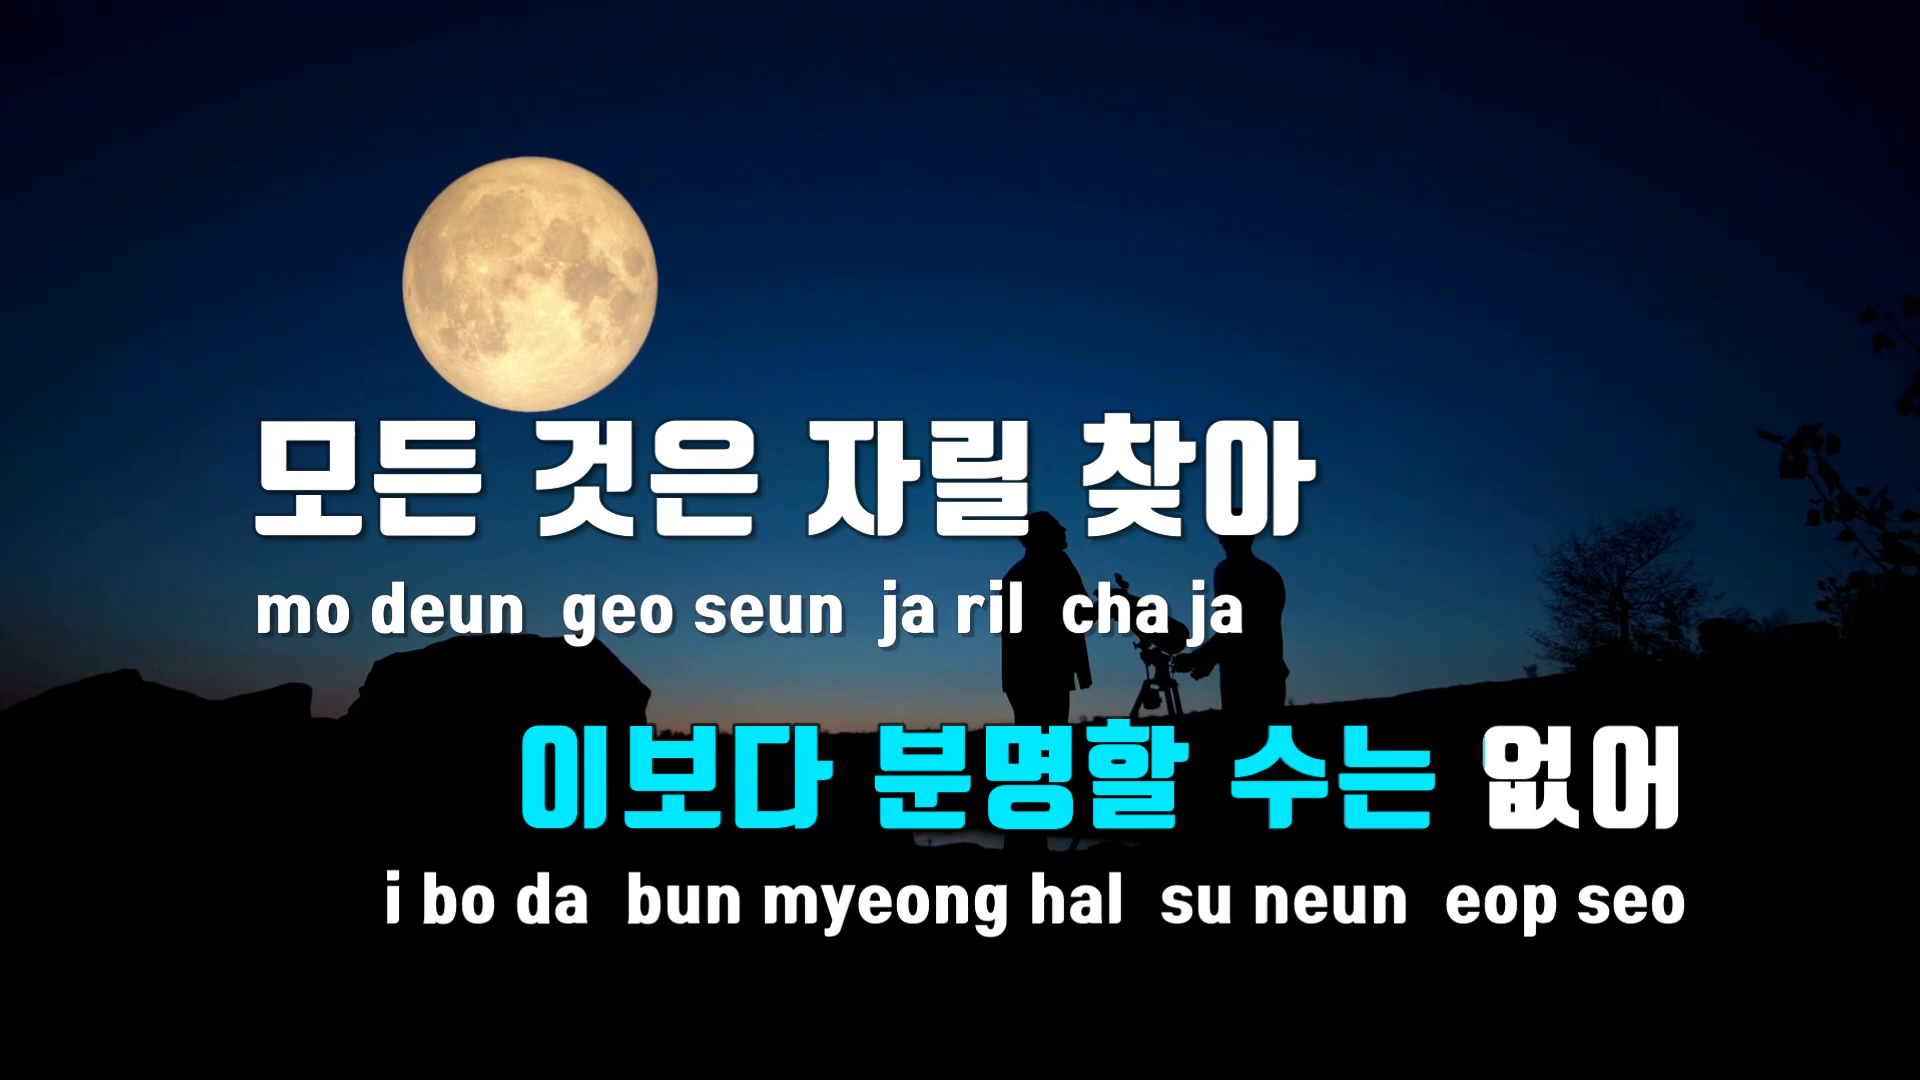 모든 것은 자릴 찾아
mo deun geo seun ja ril cha ja
이보다 분명할 수는 없어
i bo da bun myeong hal su neun eop seo